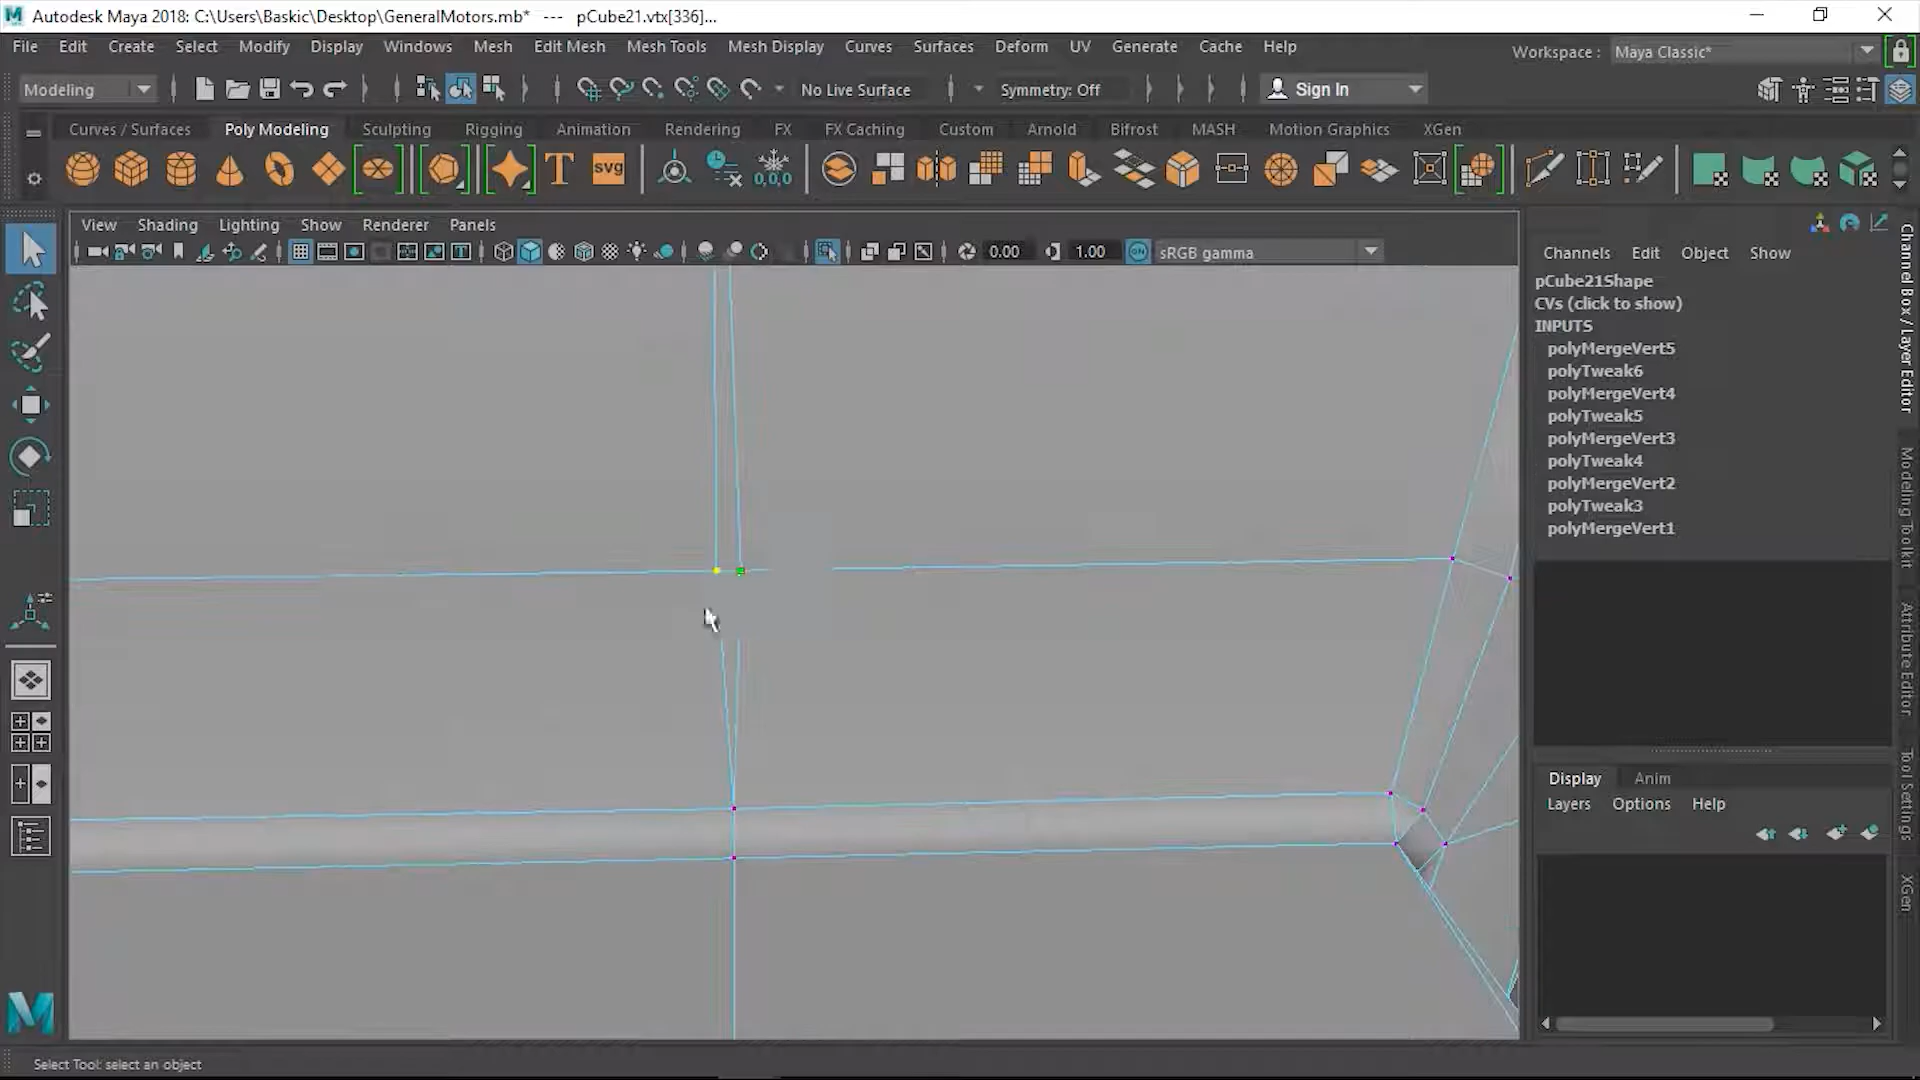 Autodesk Maya 2018: C:\Users\Baskic\Desktop\GeneralMotors.mb* --- pCube21.vtx[336]...
File Edit Create Select Modify Display Windows Mesh Edit Mesh Mesh Tools Mesh Display Curves Surfaces Deform UV Generate Cache Help Workspace : Maya Classic*
Modeling No Live Surface Symmetry: Off Sign In
Curves / Surfaces Poly Modeling Sculpting Rigging Animation Rendering FX FX Caching Custom Arnold Bifrost MASH Motion Graphics XGen
T svg 0,0,0
View Shading Lighting Show Renderer Panels
0.00 1.00 ON sRGB gamma
Channels Edit Object Show
pCube21Shape
CVs (click to show)
INPUTS
polyMergeVert5
polyTweak6
polyMergeVert4
polyTweak5
polyMergeVert3
polyTweak4
polyMergeVert2
polyTweak3
polyMergeVert1
Display Anim
Layers Options Help
Channel Box / Layer Editor
Modeling Toolkit
Attribute Editor
Tool Settings
XGen
M
Select Tool: select an object